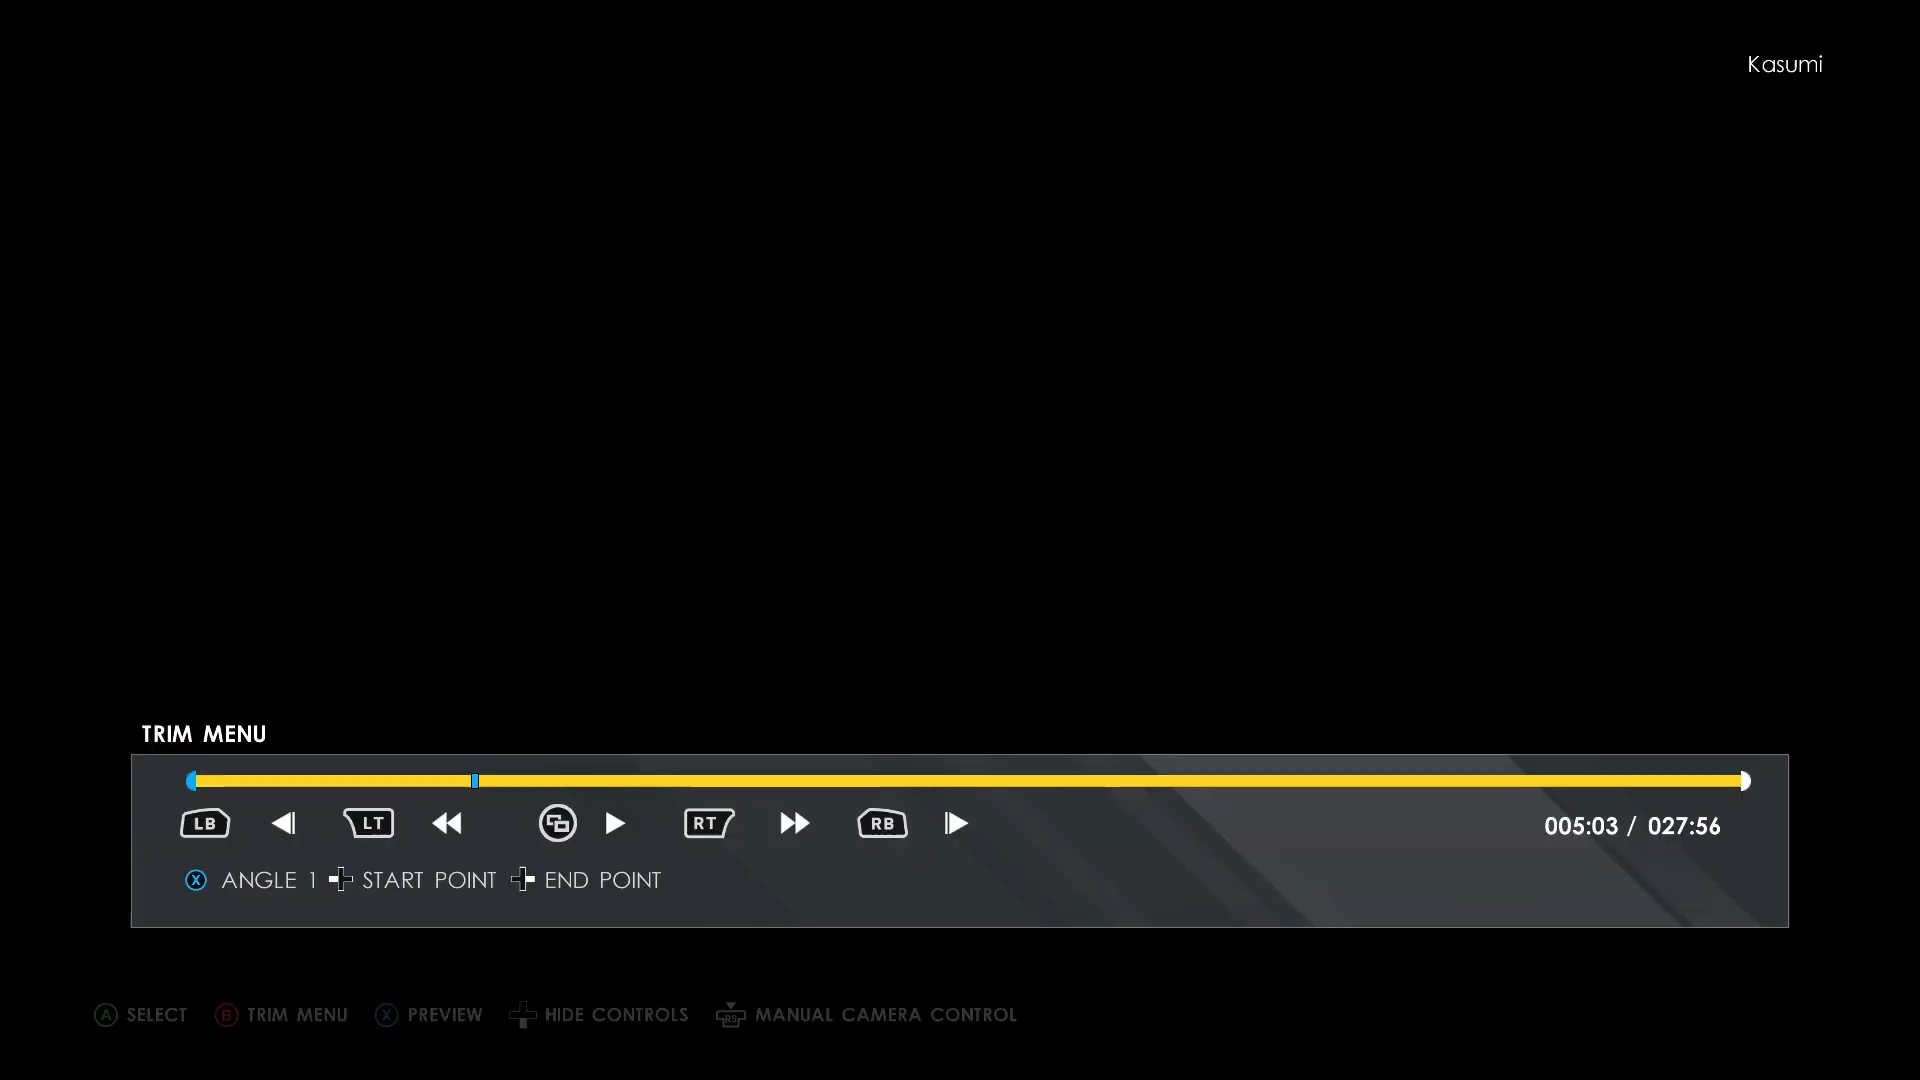 Kasumi
TRIM MENU
LB LT RT RB 005:03 / 027:56
X ANGLE 1 START POINT END POINT
A SELECT B TRIM MENU X PREVIEW HIDE CONTROLS RS MANUAL CAMERA CONTROL